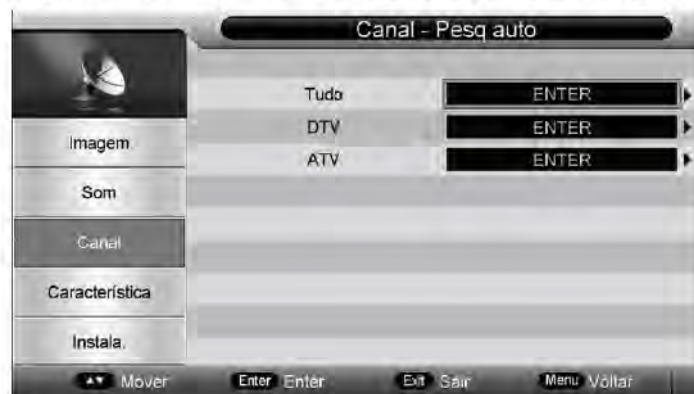 Canal - Pesq auto
Tudo ENTER
DTV ENTER
ATV ENTER
Imagem
Som
Canal
Característica
Instala.
Mover Enter Enter Exit Sair Menu Voltar